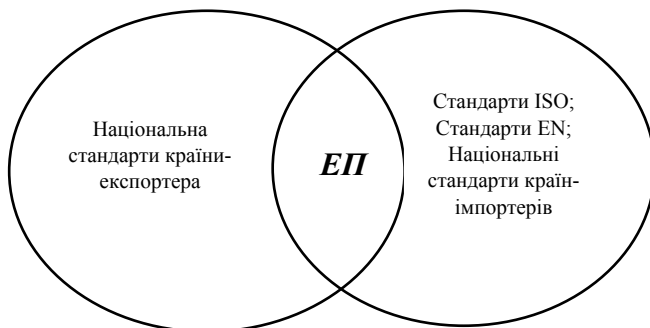 Національна
стандарти країни-
експортера
ЕП
Стандарти ISO;
Стандарти EN;
Національні
стандарти країн-
імпортерів